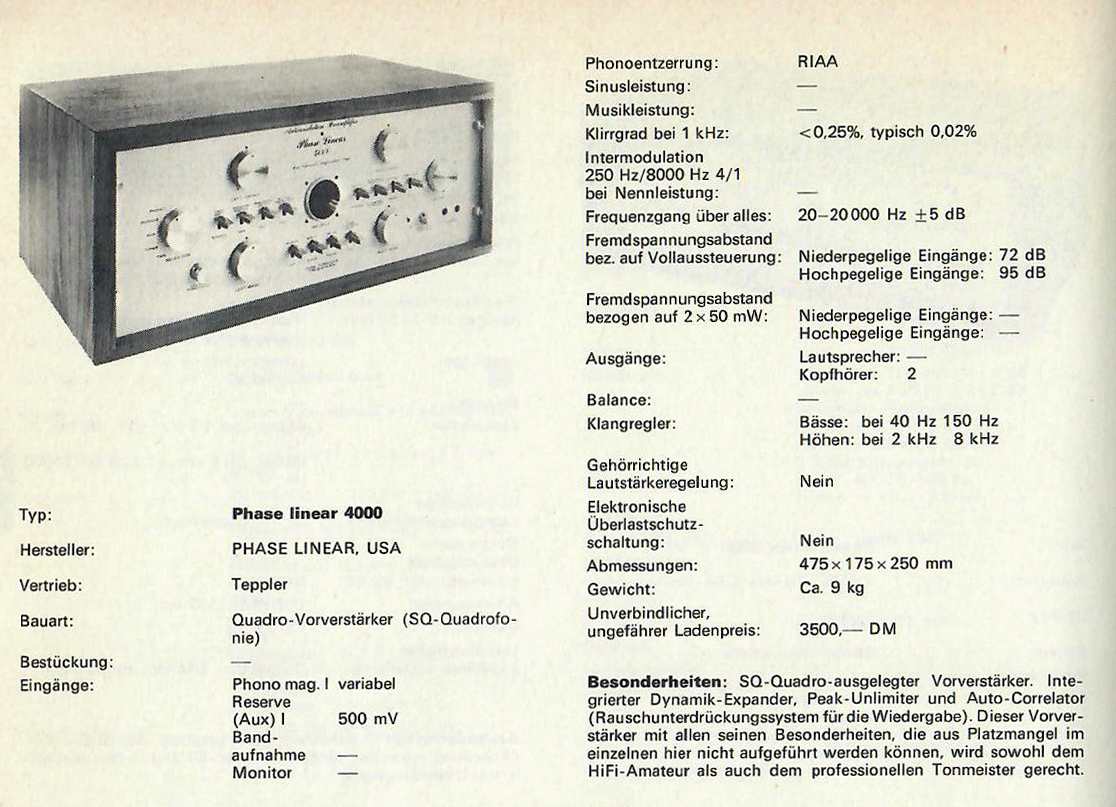 Autocorrelation Preamplifier
Phase Linear
4000
Typ: Phase linear 4000
Hersteller: PHASE LINEAR, USA
Vertrieb: Teppler
Bauart: Quadro-Vorverstärker (SQ-Quadrofo-
nie)
Bestückung: —
Eingänge: Phono mag. I variabel
Reserve
(Aux) I 500 mV
Band-
aufnahme —
Monitor —
Phonoentzerrung: RIAA
Sinusleistung: —
Musikleistung: —
Klirrgrad bei 1 kHz: <0,25%, typisch 0,02%
Intermodulation
250 Hz/8000 Hz 4/1
bei Nennleistung: —
Frequenzgang über alles: 20–20000 Hz ±5 dB
Fremdspannungsabstand
bez. auf Vollaussteuerung: Niederpegelige Eingänge: 72 dB
Hochpegelige Eingänge: 95 dB
Fremdspannungsabstand
bezogen auf 2×50 mW: Niederpegelige Eingänge: —
Hochpegelige Eingänge: —
Ausgänge: Lautsprecher: —
Kopfhörer: 2
Balance: —
Klangregler: Bässe: bei 40 Hz 150 Hz
Höhen: bei 2 kHz 8 kHz
Gehörrichtige
Lautstärkeregelung: Nein
Elektronische
Überlastschutz-
schaltung: Nein
Abmessungen: 475×175×250 mm
Gewicht: Ca. 9 kg
Unverbindlicher,
ungefährer Ladenpreis: 3500,— DM
Besonderheiten: SQ-Quadro-ausgelegter Vorverstärker. Inte-
grierter Dynamik-Expander, Peak-Unlimiter und Auto-Correlator
(Rauschunterdrückungssystem für die Wiedergabe). Dieser Vorver-
stärker mit allen seinen Besonderheiten, die aus Platzmangel im
einzelnen hier nicht aufgeführt werden können, wird sowohl dem
HiFi-Amateur als auch dem professionellen Tonmeister gerecht.